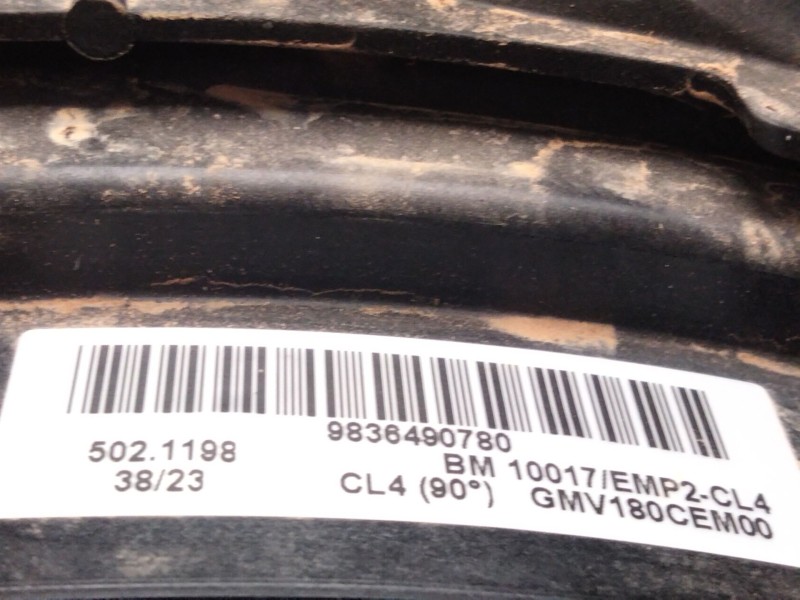 9836490780
502.1198
BM 10017/EMP2-CL4
38/23
CL4 (90°) GMV180CEM00